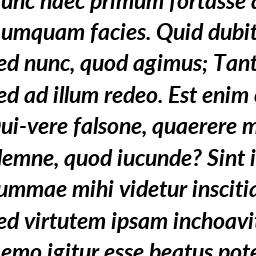 unc haec primum fortasse
umquam facies. Quid dubit
ed nunc, quod agimus; Tant
ed ad illum redeo. Est enim
ui-vere falsone, quaerere m
emne, quod iucunde? Sint i
ummae mihi videtur inscitia
ed virtutem ipsam inchoavit
emo igitur esse beatus pote